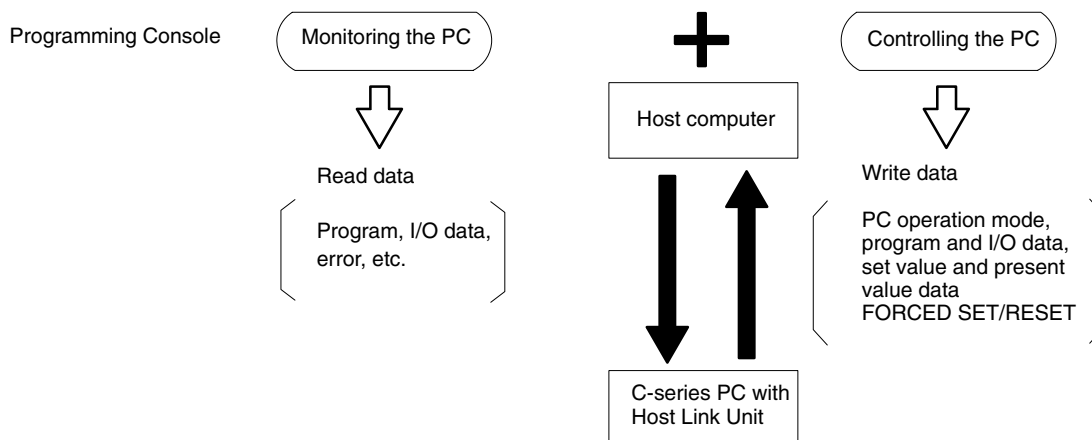 Programming Console
Monitoring the PC
Controlling the PC
Host computer
Read data
Program, I/O data,
error, etc.
Write data
PC operation mode,
program and I/O data,
set value and present
value data
FORCED SET/RESET
C-series PC with
Host Link Unit